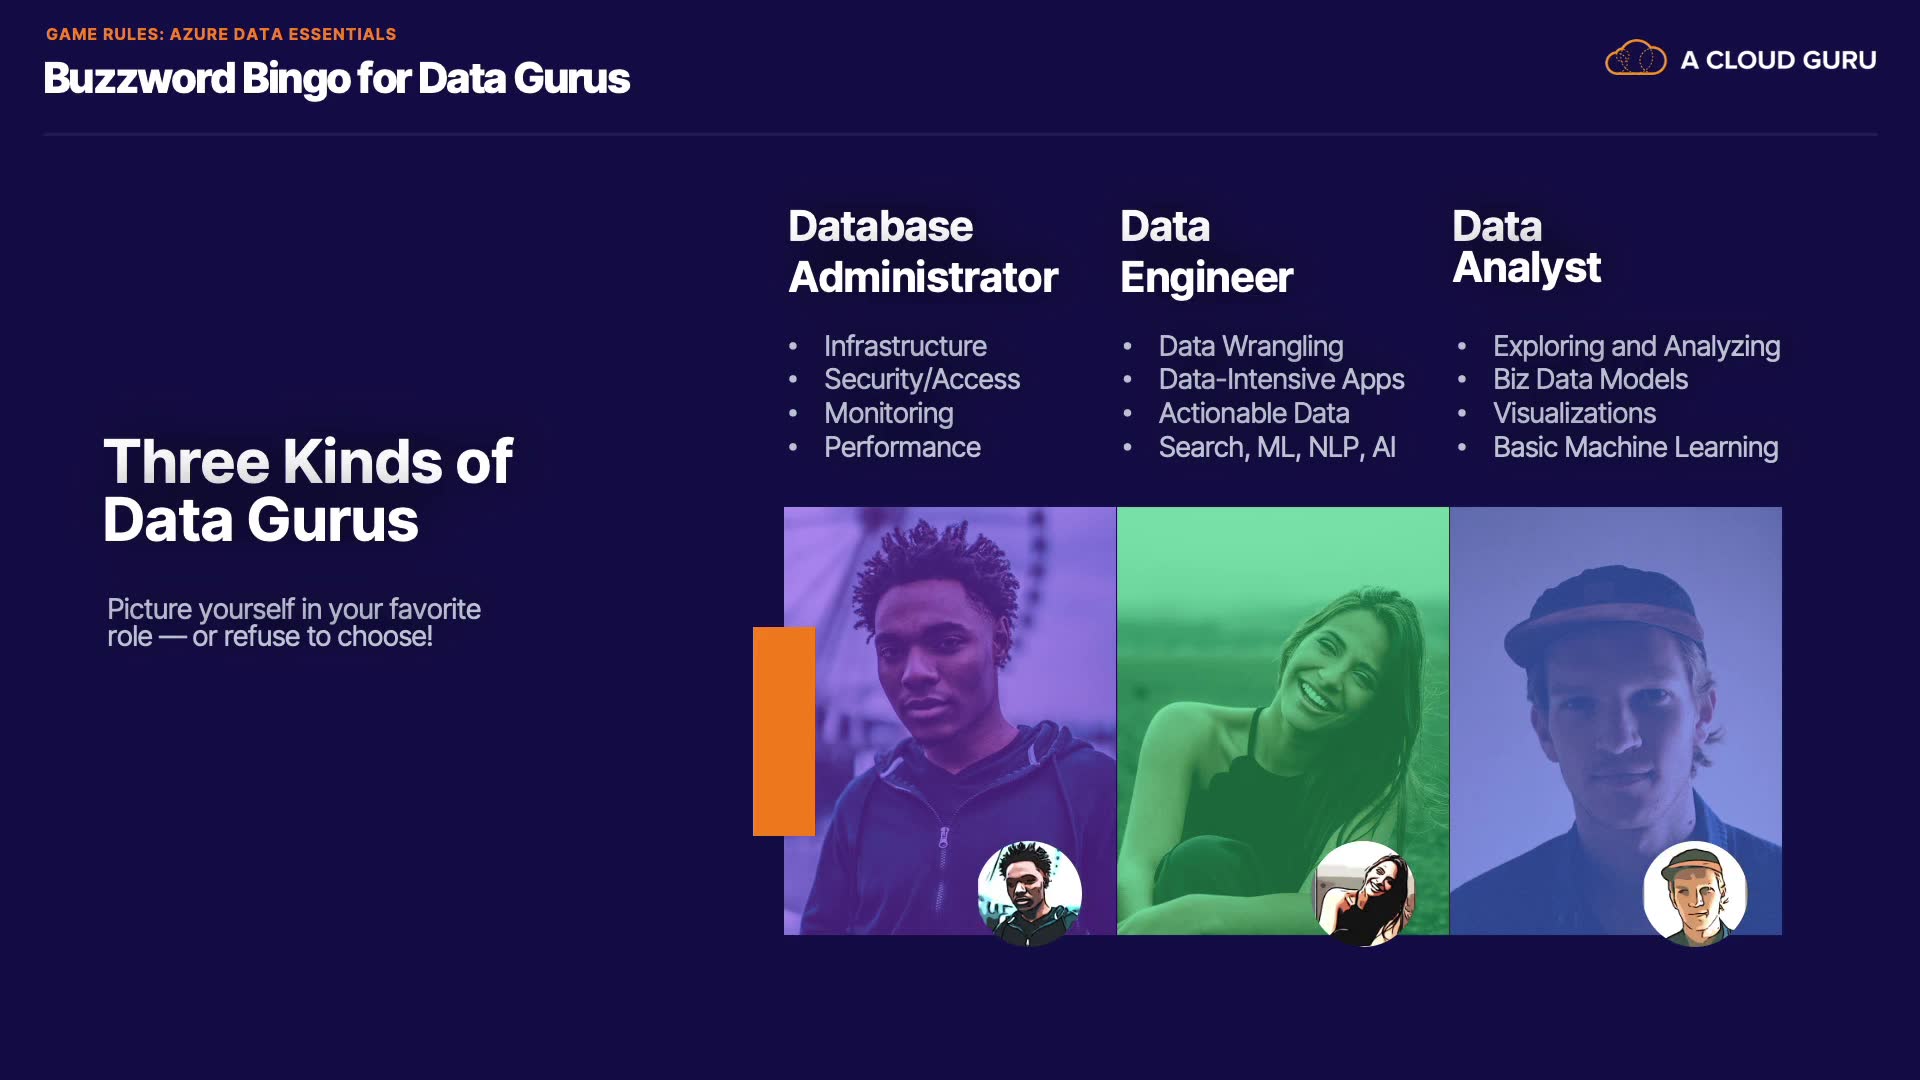 GAME RULES: AZURE DATA ESSENTIALS
Buzzword Bingo for Data Gurus
A CLOUD GURU
Three Kinds of
Data Gurus
Picture yourself in your favorite
role — or refuse to choose!
Database
Administrator
• Infrastructure
• Security/Access
• Monitoring
• Performance
Data
Engineer
• Data Wrangling
• Data-Intensive Apps
• Actionable Data
• Search, ML, NLP, AI
Data
Analyst
• Exploring and Analyzing
• Biz Data Models
• Visualizations
• Basic Machine Learning